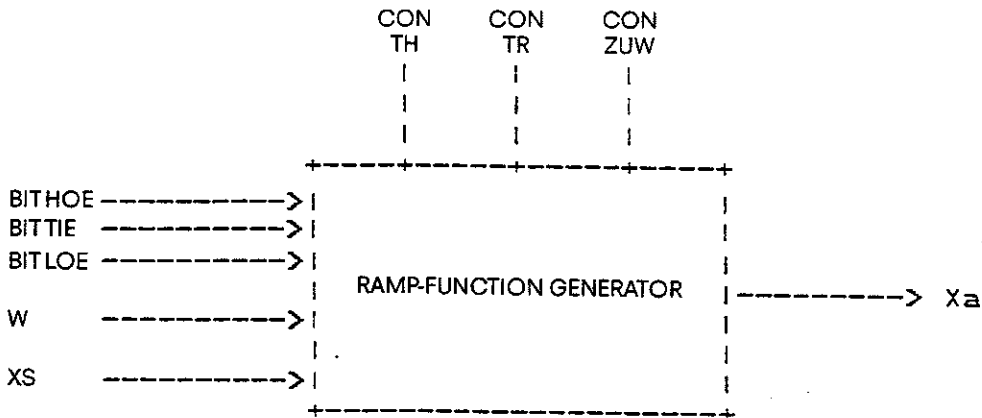 CON CON CON
TH TR ZUW
BITHOE
BITTIE
BITLOE
RAMP-FUNCTION GENERATOR
Xa
W
XS